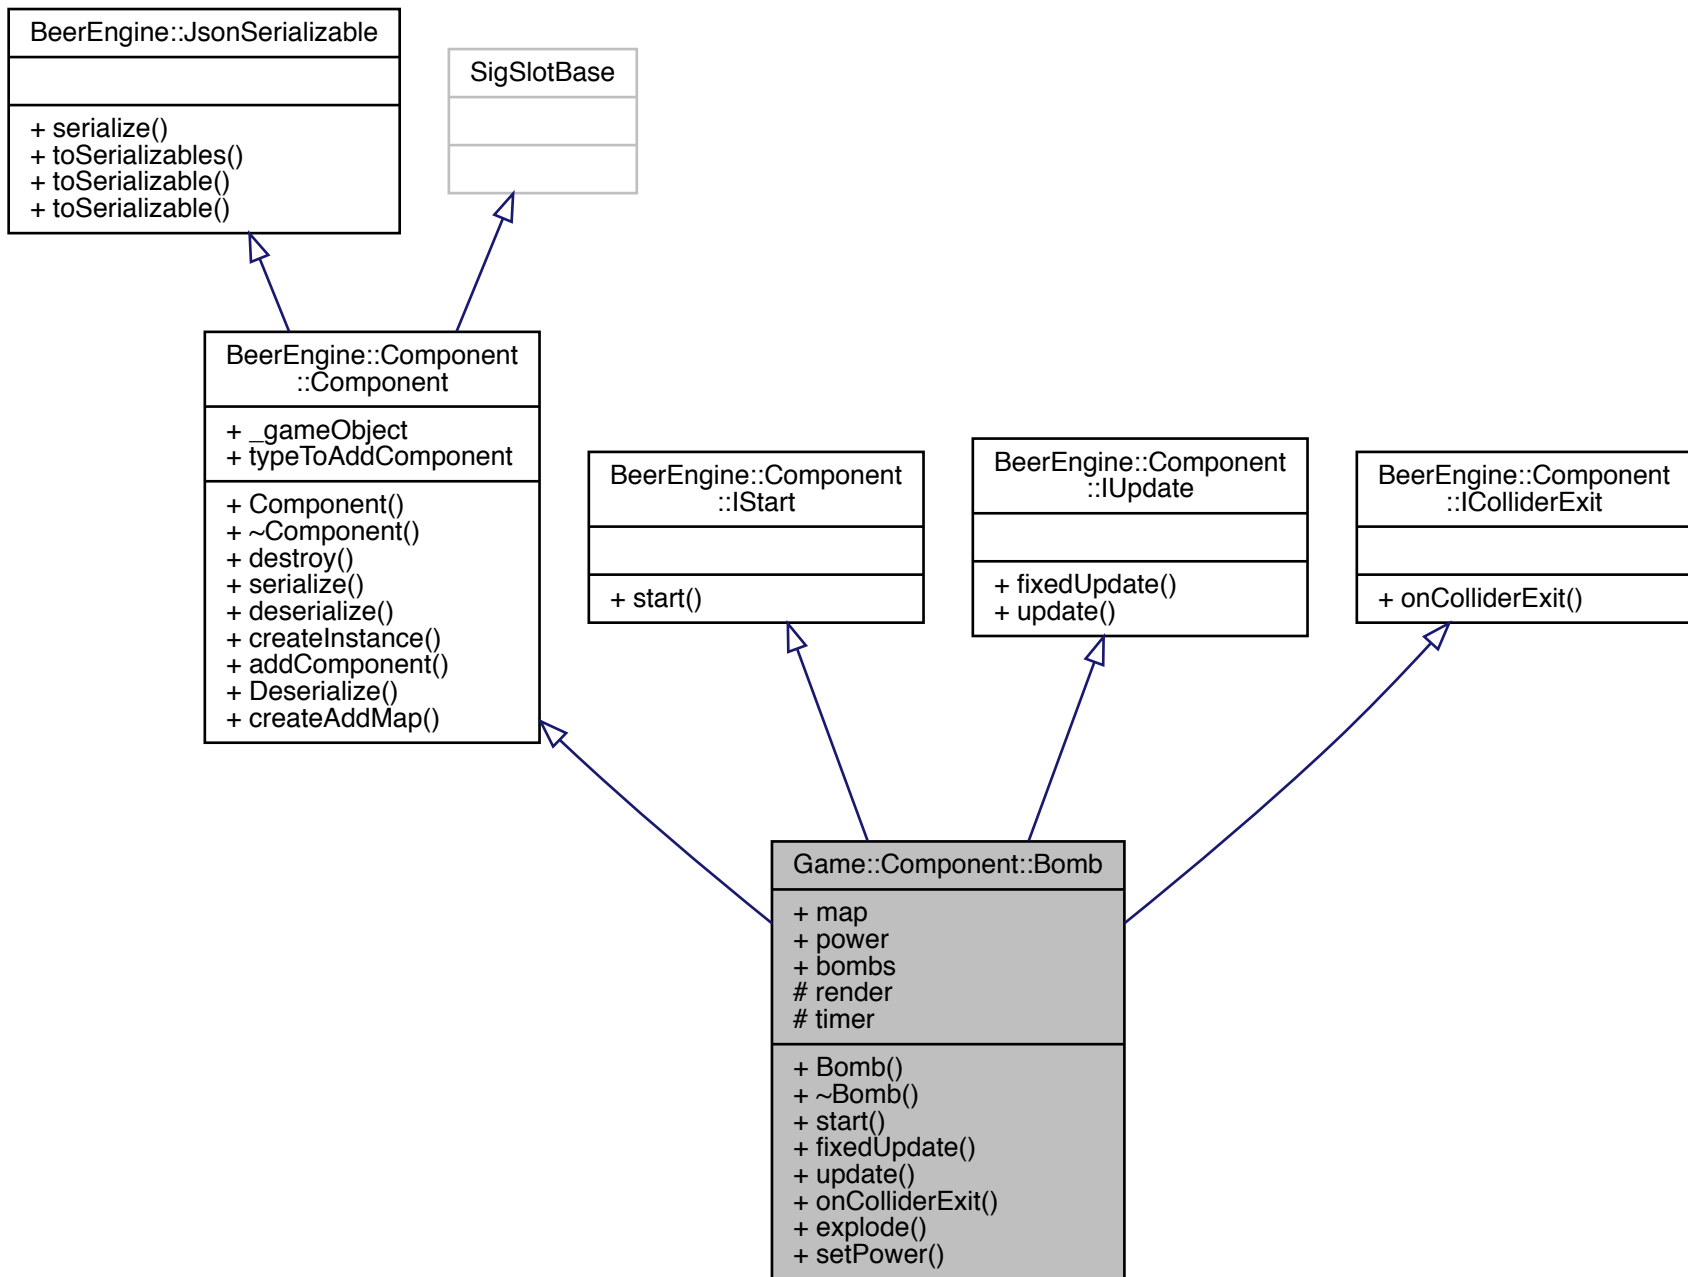 BeerEngine::JsonSerializable
+ serialize()
+ toSerializables()
+ toSerializable()
+ toSerializable()
SigSlotBase
BeerEngine::Component
::Component
+ _gameObject
+ typeToAddComponent
+ Component()
+ ~Component()
+ destroy()
+ serialize()
+ deserialize()
+ createInstance()
+ addComponent()
+ Deserialize()
+ createAddMap()
BeerEngine::Component
::IStart
+ start()
BeerEngine::Component
::IUpdate
+ fixedUpdate()
+ update()
BeerEngine::Component
::IColliderExit
+ onColliderExit()
Game::Component::Bomb
+ map
+ power
+ bombs
# render
# timer
+ Bomb()
+ ~Bomb()
+ start()
+ fixedUpdate()
+ update()
+ onColliderExit()
+ explode()
+ setPower()